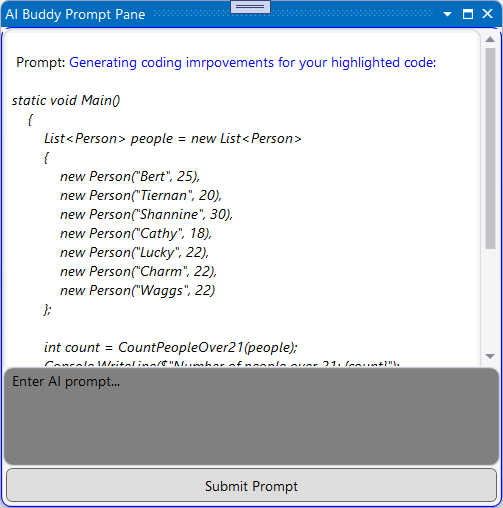 AI Buddy Prompt Pane
Prompt: Generating coding imrpovements for your highlighted code:
static void Main()
{
List<Person> people = new List<Person>
{
new Person("Bert", 25),
new Person("Tiernan", 20),
new Person("Shannine", 30),
new Person("Cathy", 18),
new Person("Lucky", 22),
new Person("Charm", 22),
new Person("Waggs", 22)
};
int count = CountPeopleOver21(people);
Console.WriteLine($"Number of people over 21: {count}");
Enter AI prompt...
Submit Prompt